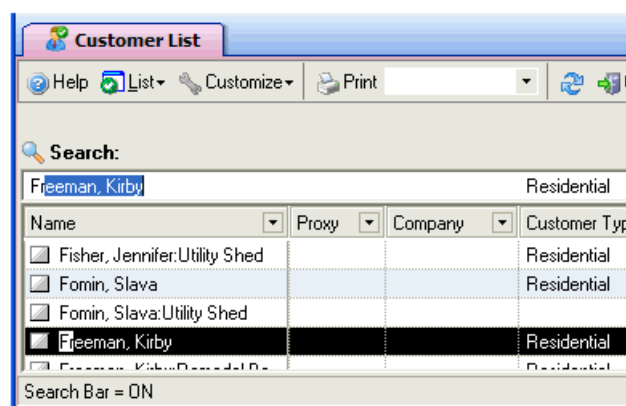 Customer List
Help List Customize Print
Search:
Freeman, Kirby Residential
Name Proxy Company Customer Typ
Fisher, Jennifer:Utility Shed Residential
Fomin, Slava Residential
Fomin, Slava:Utility Shed
Freeman, Kirby Residential
Search Bar = ON